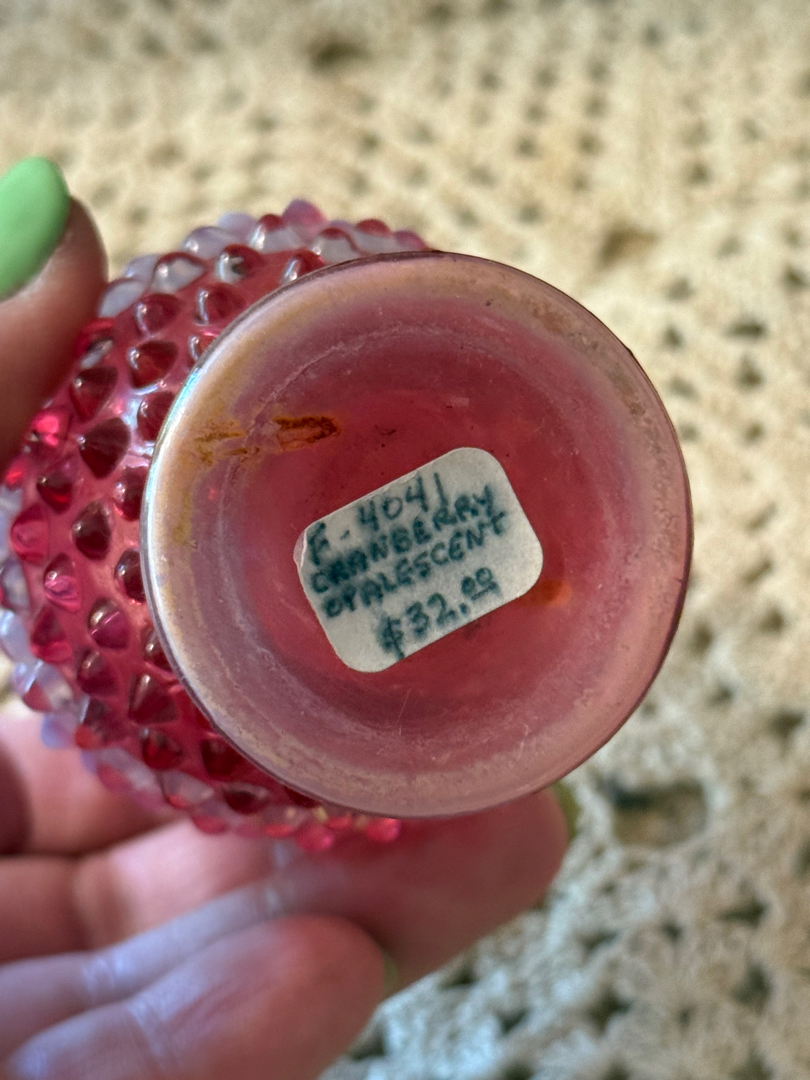 F-4041
CRANBERRY
OPALESCENT
$32.00